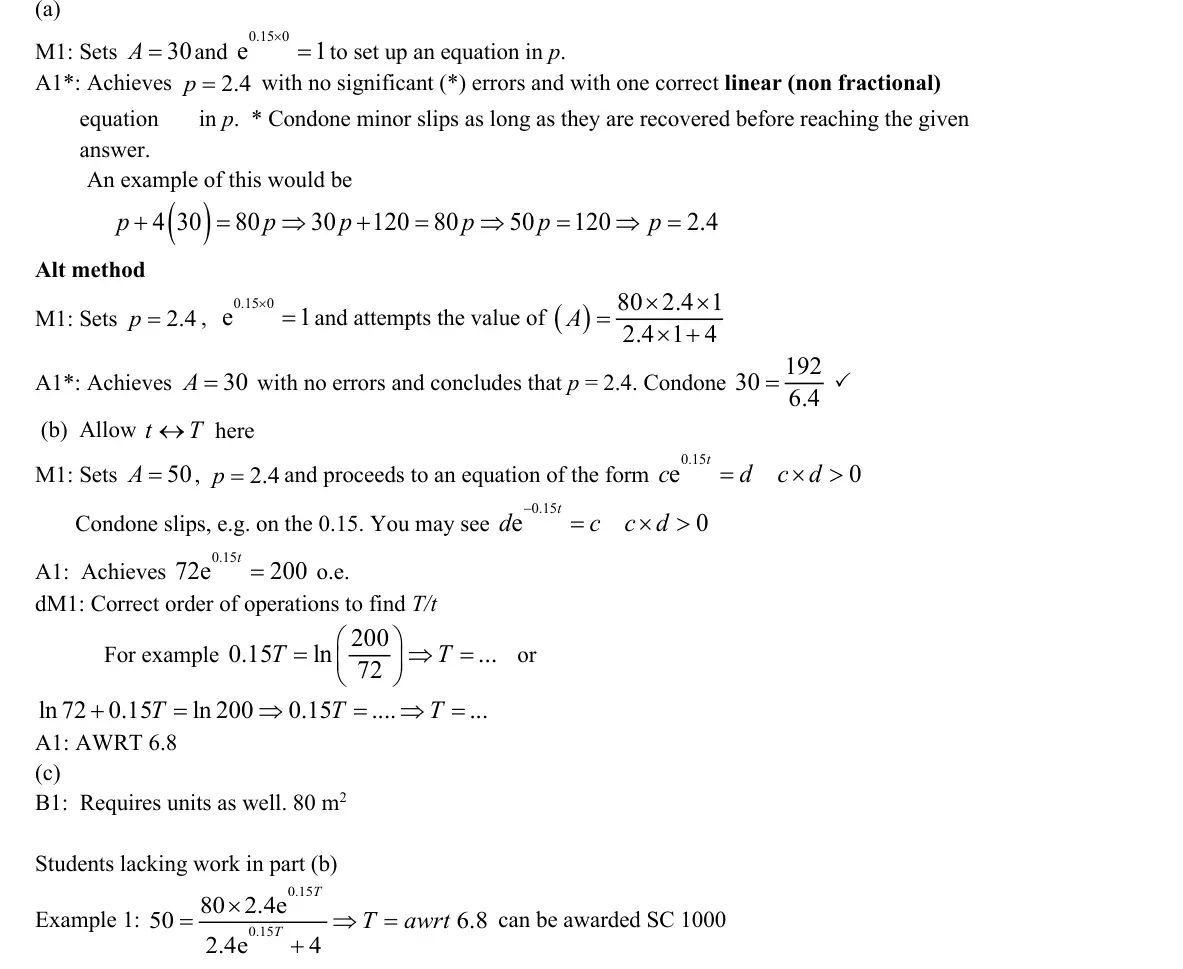 (a)
M1: Sets A = 30 and e^{0.15×0} = 1 to set up an equation in p.
A1*: Achieves p = 2.4 with no significant (*) errors and with one correct linear (non fractional)
equation in p. * Condone minor slips as long as they are recovered before reaching the given
answer.
An example of this would be
p + 4(30) = 80p ⇒ 30p + 120 = 80p ⇒ 50p = 120 ⇒ p = 2.4
Alt method
M1: Sets p = 2.4, e^{0.15×0} = 1 and attempts the value of (A) = \frac{80×2.4×1}{2.4×1+4}
A1*: Achieves A = 30 with no errors and concludes that p = 2.4. Condone 30 = \frac{192}{6.4} ✓
(b) Allow t ↔ T here
M1: Sets A = 50, p = 2.4 and proceeds to an equation of the form ce^{0.15t} = d c × d > 0
Condone slips, e.g. on the 0.15. You may see de^{−0.15t} = c c × d > 0
A1: Achieves 72e^{0.15t} = 200 o.e.
dM1: Correct order of operations to find T/t
For example 0.15T = ln(\frac{200}{72}) ⇒ T = ... or
ln 72 + 0.15T = ln 200 ⇒ 0.15T = .... ⇒ T = ...
A1: AWRT 6.8
(c)
B1: Requires units as well. 80 m²
Students lacking work in part (b)
Example 1: 50 = \frac{80×2.4e^{0.15T}}{2.4e^{0.15T}+4} ⇒ T = awrt 6.8 can be awarded SC 1000